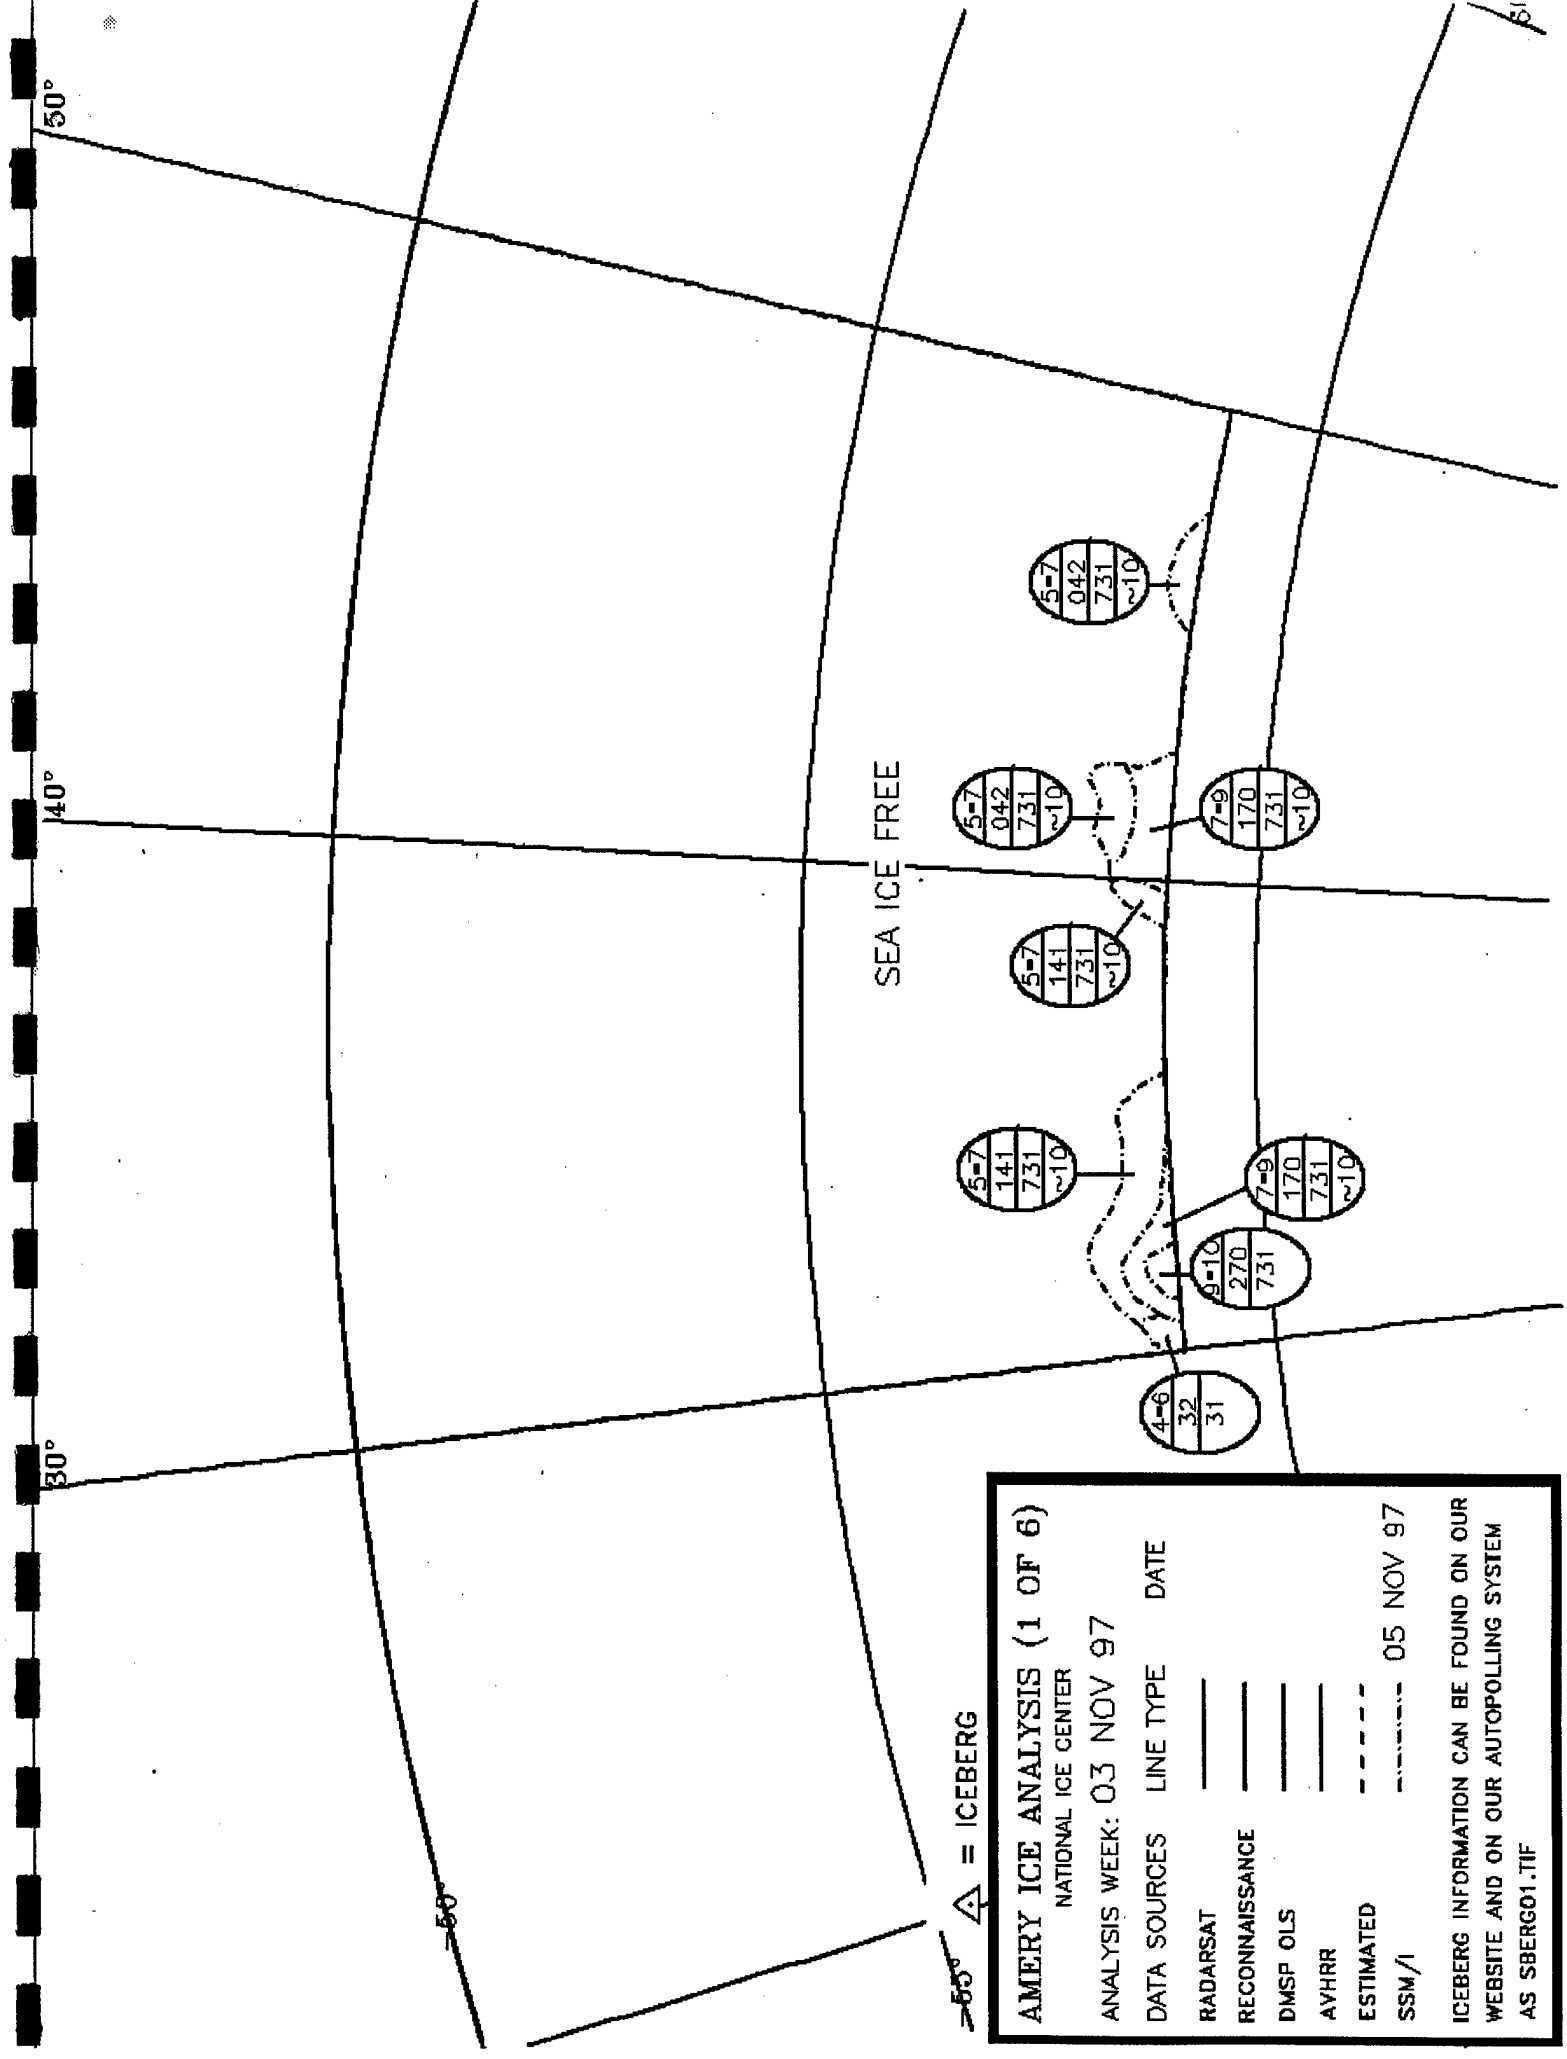 50°
40°
30°
-50°
-55°
SEA ICE FREE
5-7
042
731
~10
5-7
042
731
~10
7-9
170
731
~10
5-7
141
731
~10
5-7
141
731
~10
7-9
170
731
~10
9-10
270
731
4-6
32
31
= ICEBERG
AMERY ICE ANALYSIS (1 OF 6)
NATIONAL ICE CENTER
ANALYSIS WEEK: 03 NOV 97
DATA SOURCES LINE TYPE DATE
RADARSAT
RECONNAISSANCE
DMSP OLS
AVHRR
ESTIMATED
SSM/I 05 NOV 97
ICEBERG INFORMATION CAN BE FOUND ON OUR
WEBSITE AND ON OUR AUTOPOLLING SYSTEM
AS SBERG01.TIF